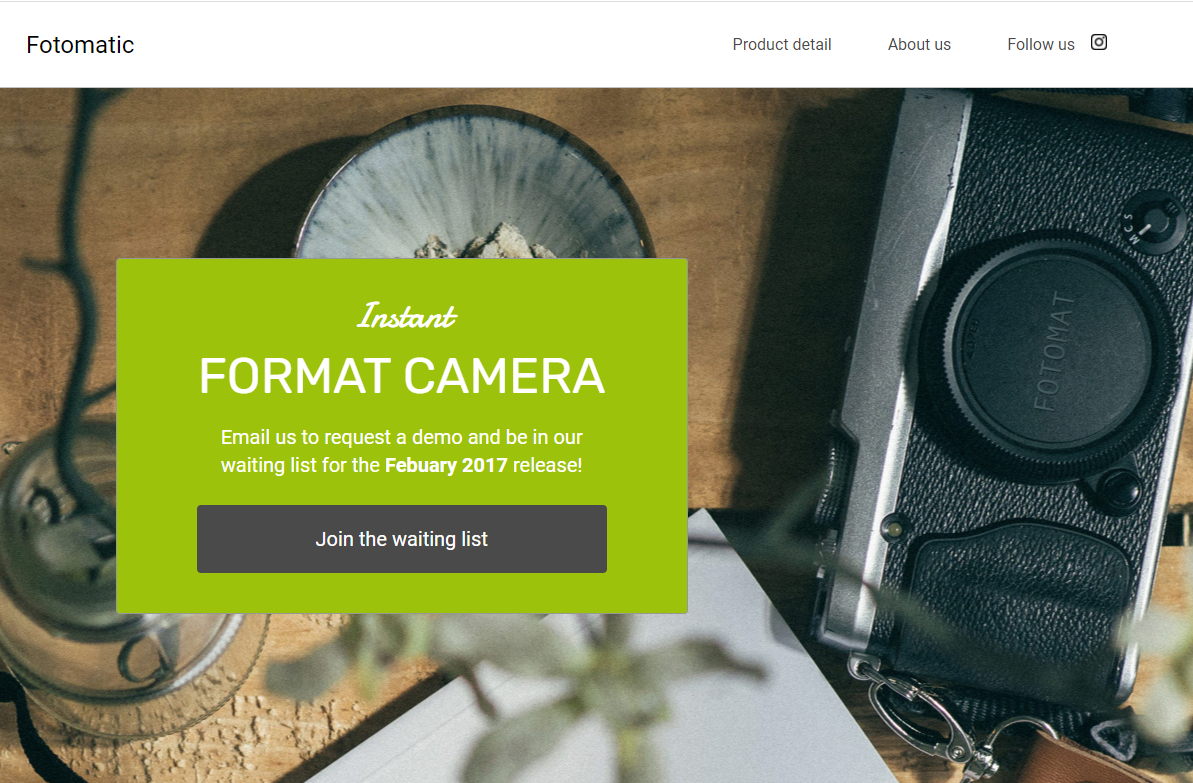 Fotomatic
Product detail About us Follow us
Instant
FORMAT CAMERA
Email us to request a demo and be in our
waiting list for the Febuary 2017 release!
Join the waiting list
S
C
M
FOTOMAT